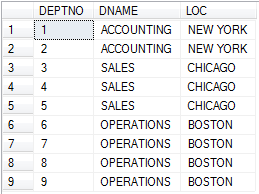 DEPTNO DNAME LOC
1 1 ACCOUNTING NEW YORK
2 2 ACCOUNTING NEW YORK
3 3 SALES CHICAGO
4 4 SALES CHICAGO
5 5 SALES CHICAGO
6 6 OPERATIONS BOSTON
7 7 OPERATIONS BOSTON
8 8 OPERATIONS BOSTON
9 9 OPERATIONS BOSTON